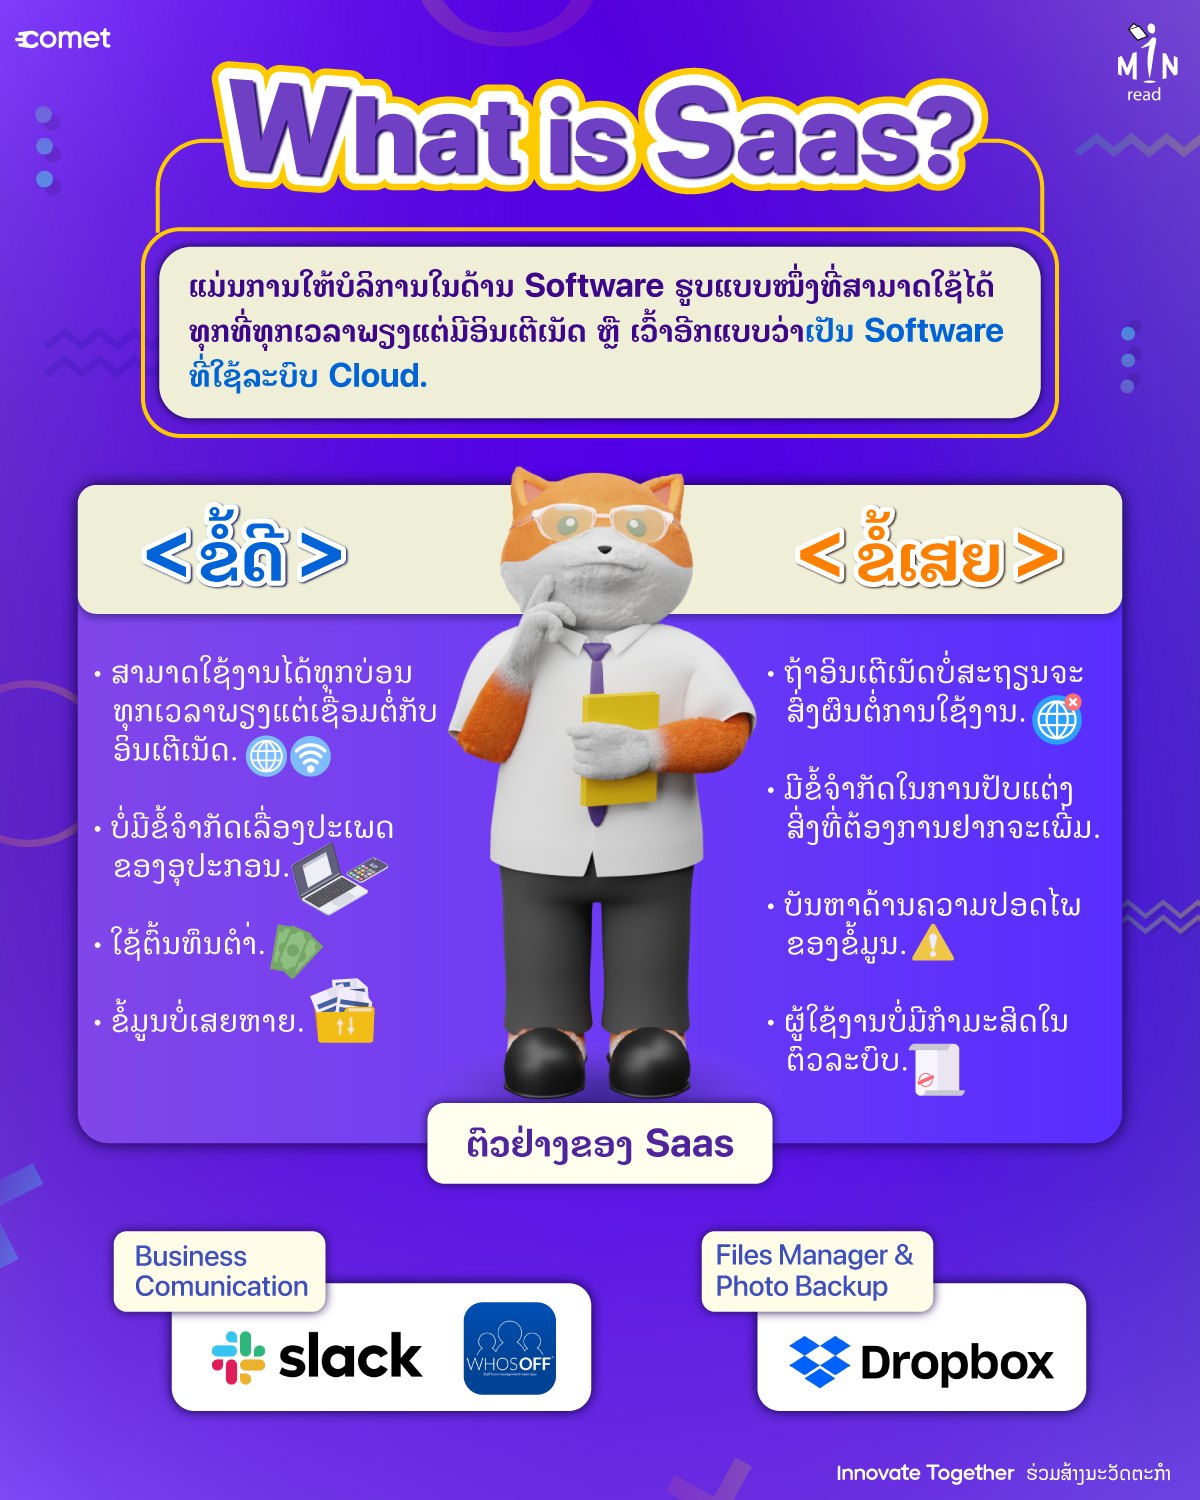 comet
MIN
read
What is Saas?
ແມ່ນການໃຫ້ບໍລິການໃນດ້ານ Software ຮູບແບບໜຶ່ງທີ່ສາມາດໃຊ້ໄດ້
ທຸກທີ່ທຸກເວລາພຽງແຕ່ມີອິນເຕີເນັດ ຫຼື ເວົ້າອີກແບບວ່າເປັນ Software
ທີ່ໃຊ້ລະບົບ Cloud.
<ຂໍ້ດີ>
<ຂໍ້ເສຍ>
• ສາມາດໃຊ້ງານໄດ້ທຸກບ່ອນ
ທຸກເວລາພຽງແຕ່ເຊື່ອມຕໍ່ກັບ
ອິນເຕີເນັດ.
• ບໍ່ມີຂໍ້ຈຳກັດເລື່ອງປະເພດ
ຂອງອຸປະກອນ.
• ໃຊ້ຕົ້ນທຶນຕຳ່.
• ຂໍ້ມູນບໍ່ເສຍຫາຍ.
• ຖ້າອິນເຕີເນັດບໍ່ສະຖຽນຈະ
ສົ່ງຜົນຕໍ່ການໃຊ້ງານ.
• ມີຂໍ້ຈຳກັດໃນການປັບແຕ່ງ
ສິ່ງທີ່ຕ້ອງການຢາກຈະເພີ່ມ.
• ບັນຫາດ້ານຄວາມປອດໄພ
ຂອງຂໍ້ມູນ.
• ຜູ້ໃຊ້ງານບໍ່ມີກຳມະສິດໃນ
ຕົວລະບົບ.
ຕົວຢ່າງຂອງ Saas
Business
Comunication
slack
WHOSOFF
Files Manager &
Photo Backup
Dropbox
Innovate Together ຮ່ວມສ້າງນະວັດຕະກຳ